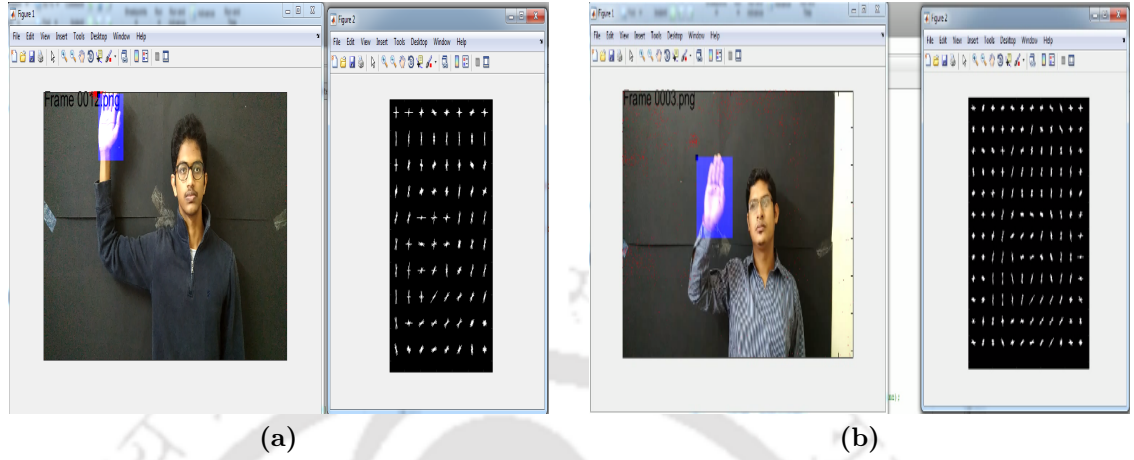 Figure 1
File Edit View Insert Tools Desktop Window Help
Frame 0012.png
Figure 2
File Edit View Insert Tools Desktop Window Help
Figure 1
File Edit View Insert Tools Desktop Window Help
Frame 0003.png
Figure 2
File Edit View Insert Tools Desktop Window Help
(a)
(b)